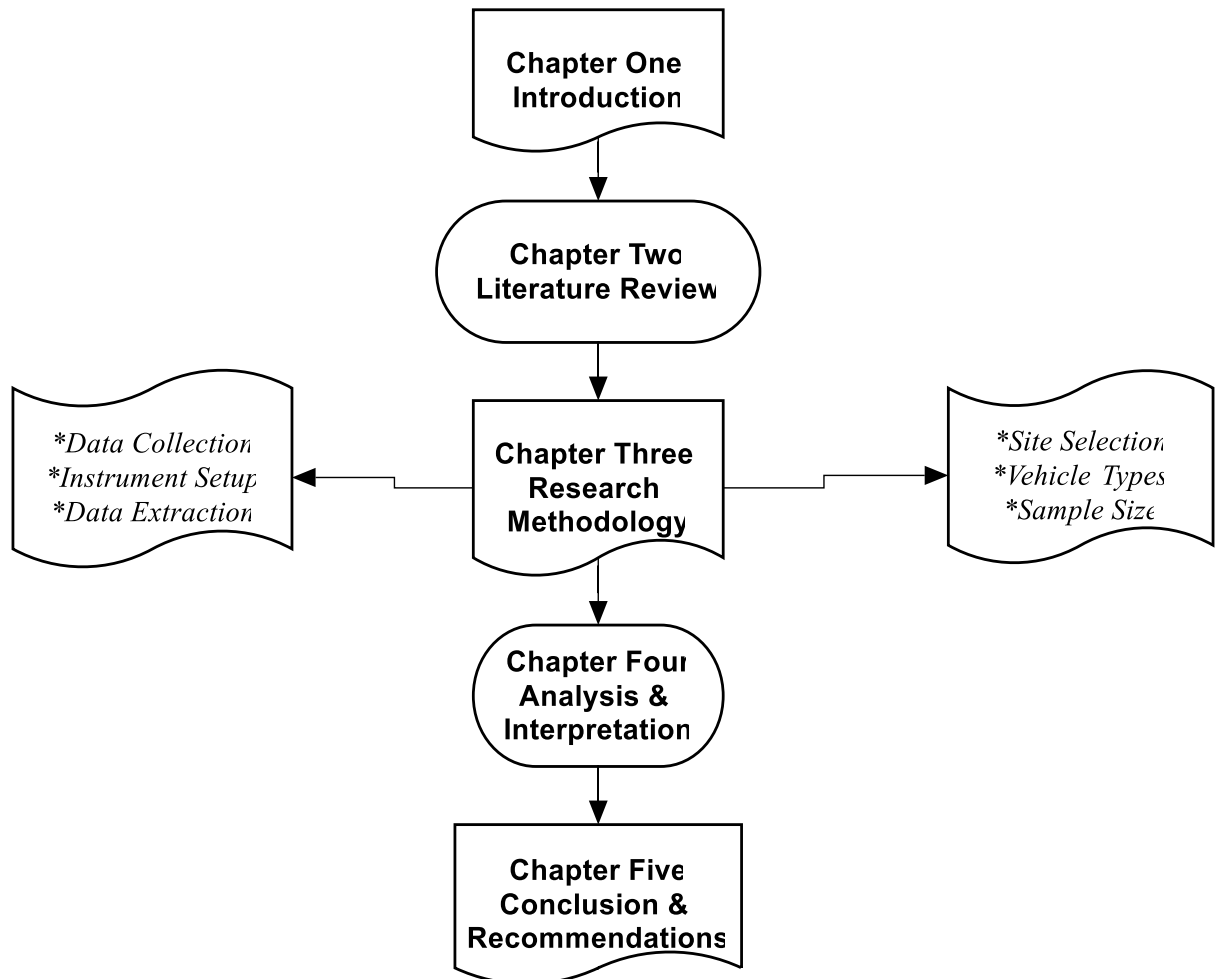 Chapter One
Introduction
Chapter Two
Literature Review
*Data Collection
*Instrument Setup
*Data Extraction
Chapter Three
Research
Methodology
*Site Selection
*Vehicle Types
*Sample Size
Chapter Four
Analysis &
Interpretation
Chapter Five
Conclusion &
Recommendations